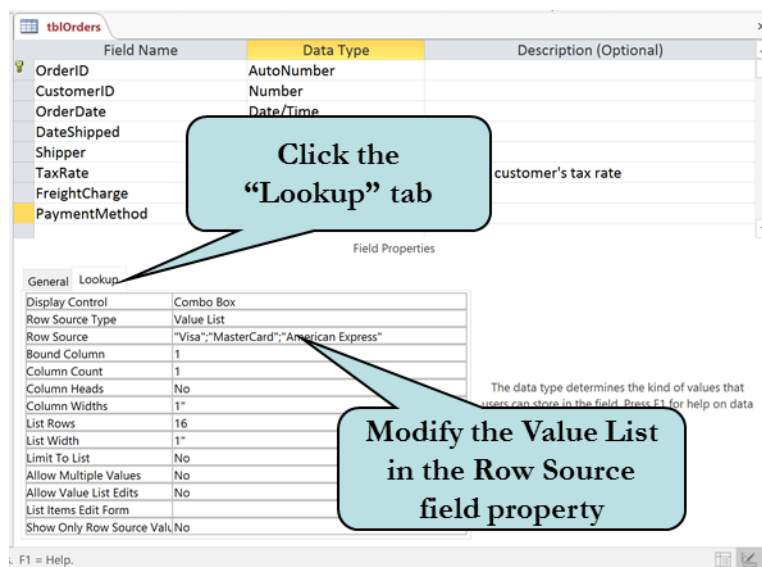 tblOrders
Field Name Data Type Description (Optional)
OrderID AutoNumber
CustomerID Number
OrderDate Date/Time
DateShipped
Shipper
TaxRate customer's tax rate
FreightCharge
PaymentMethod
Click the
“Lookup” tab
Field Properties
General Lookup
Display Control Combo Box
Row Source Type Value List
Row Source "Visa";"MasterCard";"American Express"
Bound Column 1
Column Count 1
Column Heads No
Column Widths 1"
List Rows 16
List Width 1"
Limit To List No
Allow Multiple Values No
Allow Value List Edits No
List Items Edit Form
Show Only Row Source Valu No
The data type determines the kind of values that
users can store in the field. Press F1 for help on data
Modify the Value List
in the Row Source
field property
s. F1 = Help.